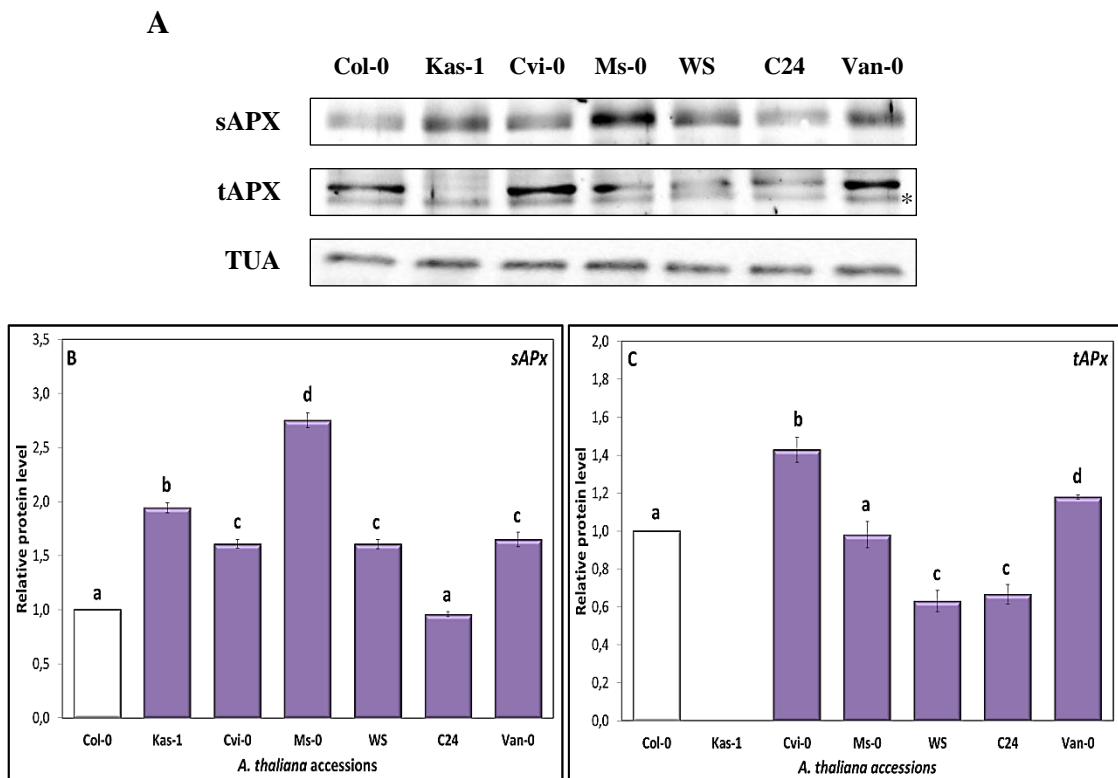 A
Col-0 Kas-1 Cvi-0 Ms-0 WS C24 Van-0
sAPX
tAPX
*
TUA
B
sAPx
Relative protein level
3,5
3,0
2,5
2,0
1,5
1,0
0,5
0,0
a
b
c
d
c
a
c
Col-0 Kas-1 Cvi-0 Ms-0 WS C24 Van-0
A. thaliana accessions
C
tAPx
Relative protein level
2,0
1,8
1,6
1,4
1,2
1,0
0,8
0,6
0,4
0,2
0,0
a
b
a
c
c
d
Col-0 Kas-1 Cvi-0 Ms-0 WS C24 Van-0
A. thaliana accessions